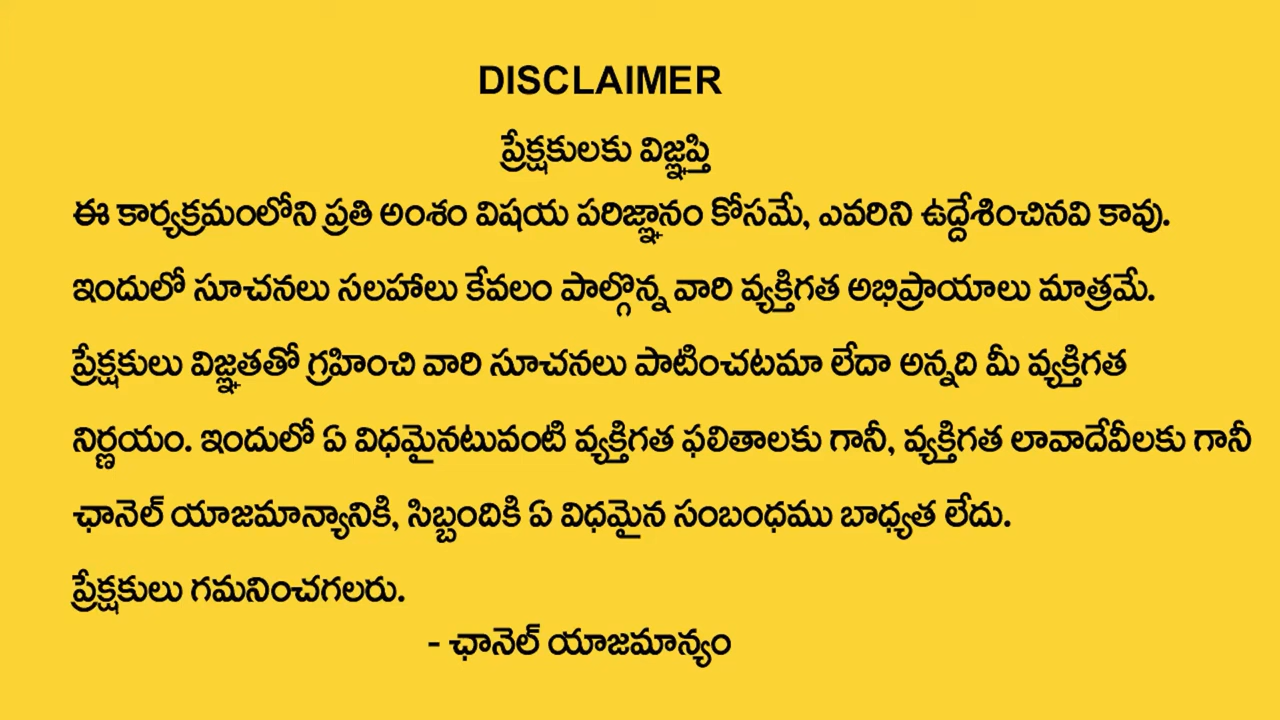 DISCLAIMER
ప్రేక్షకులకు విజ్ఞప్తి
ఈ కార్యక్రమంలోని ప్రతి అంశం విషయ పరిజ్ఞానం కోసమే, ఎవరిని ఉద్దేశించినవి కావు.
ఇందులో సూచనలు సలహాలు కేవలం పాల్గొన్న వారి వ్యక్తిగత అభిప్రాయాలు మాత్రమే.
ప్రేక్షకులు విజ్ఞతతో గ్రహించి వారి సూచనలు పాటించటమా లేదా అన్నది మీ వ్యక్తిగత
నిర్ణయం. ఇందులో ఏ విధమైనటువంటి వ్యక్తిగత ఫలితాలకు గానీ, వ్యక్తిగత లావాదేవీలకు గానీ
ఛానెల్ యాజమాన్యానికి, సిబ్బందికి ఏ విధమైన సంబంధము బాధ్యత లేదు.
ప్రేక్షకులు గమనించగలరు.
- ఛానెల్ యాజమాన్యం